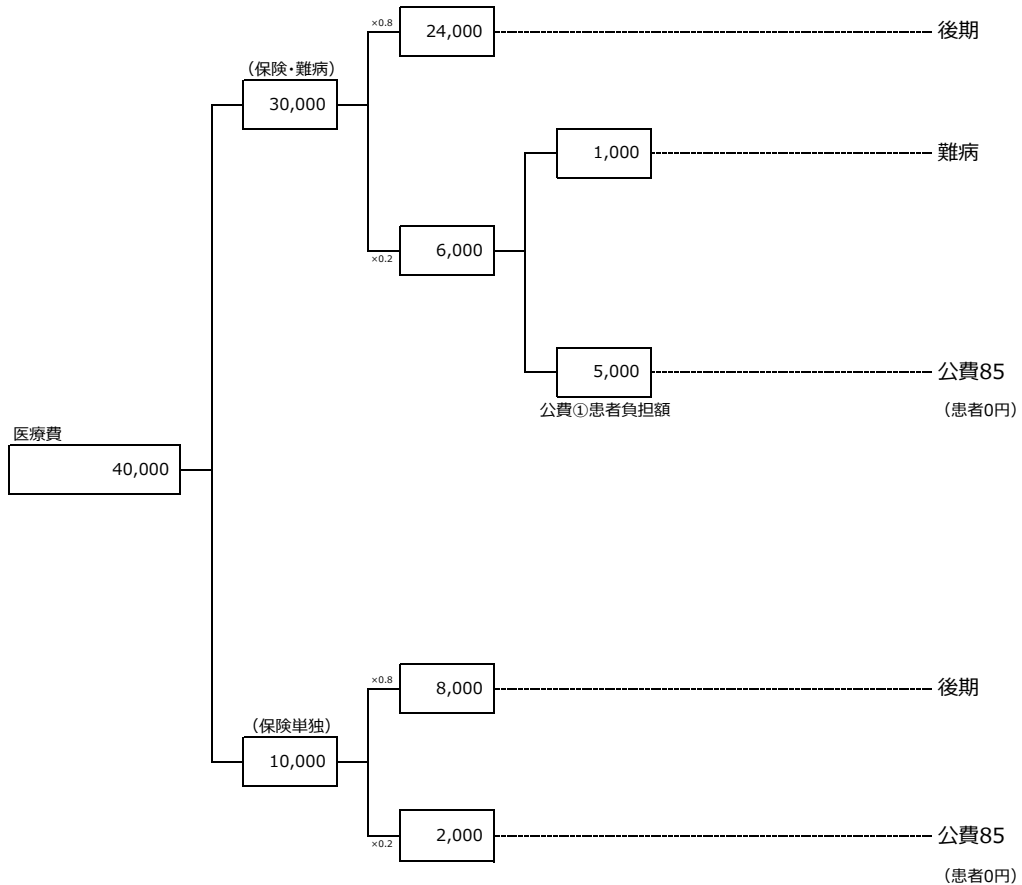 ×0.8
24,000
後期
（保険・難病）
30,000
1,000
難病
6,000
×0.2
5,000
公費85
公費①患者負担額
（患者0円）
医療費
40,000
×0.8
8,000
後期
（保険単独）
10,000
2,000
公費85
×0.2
（患者0円）